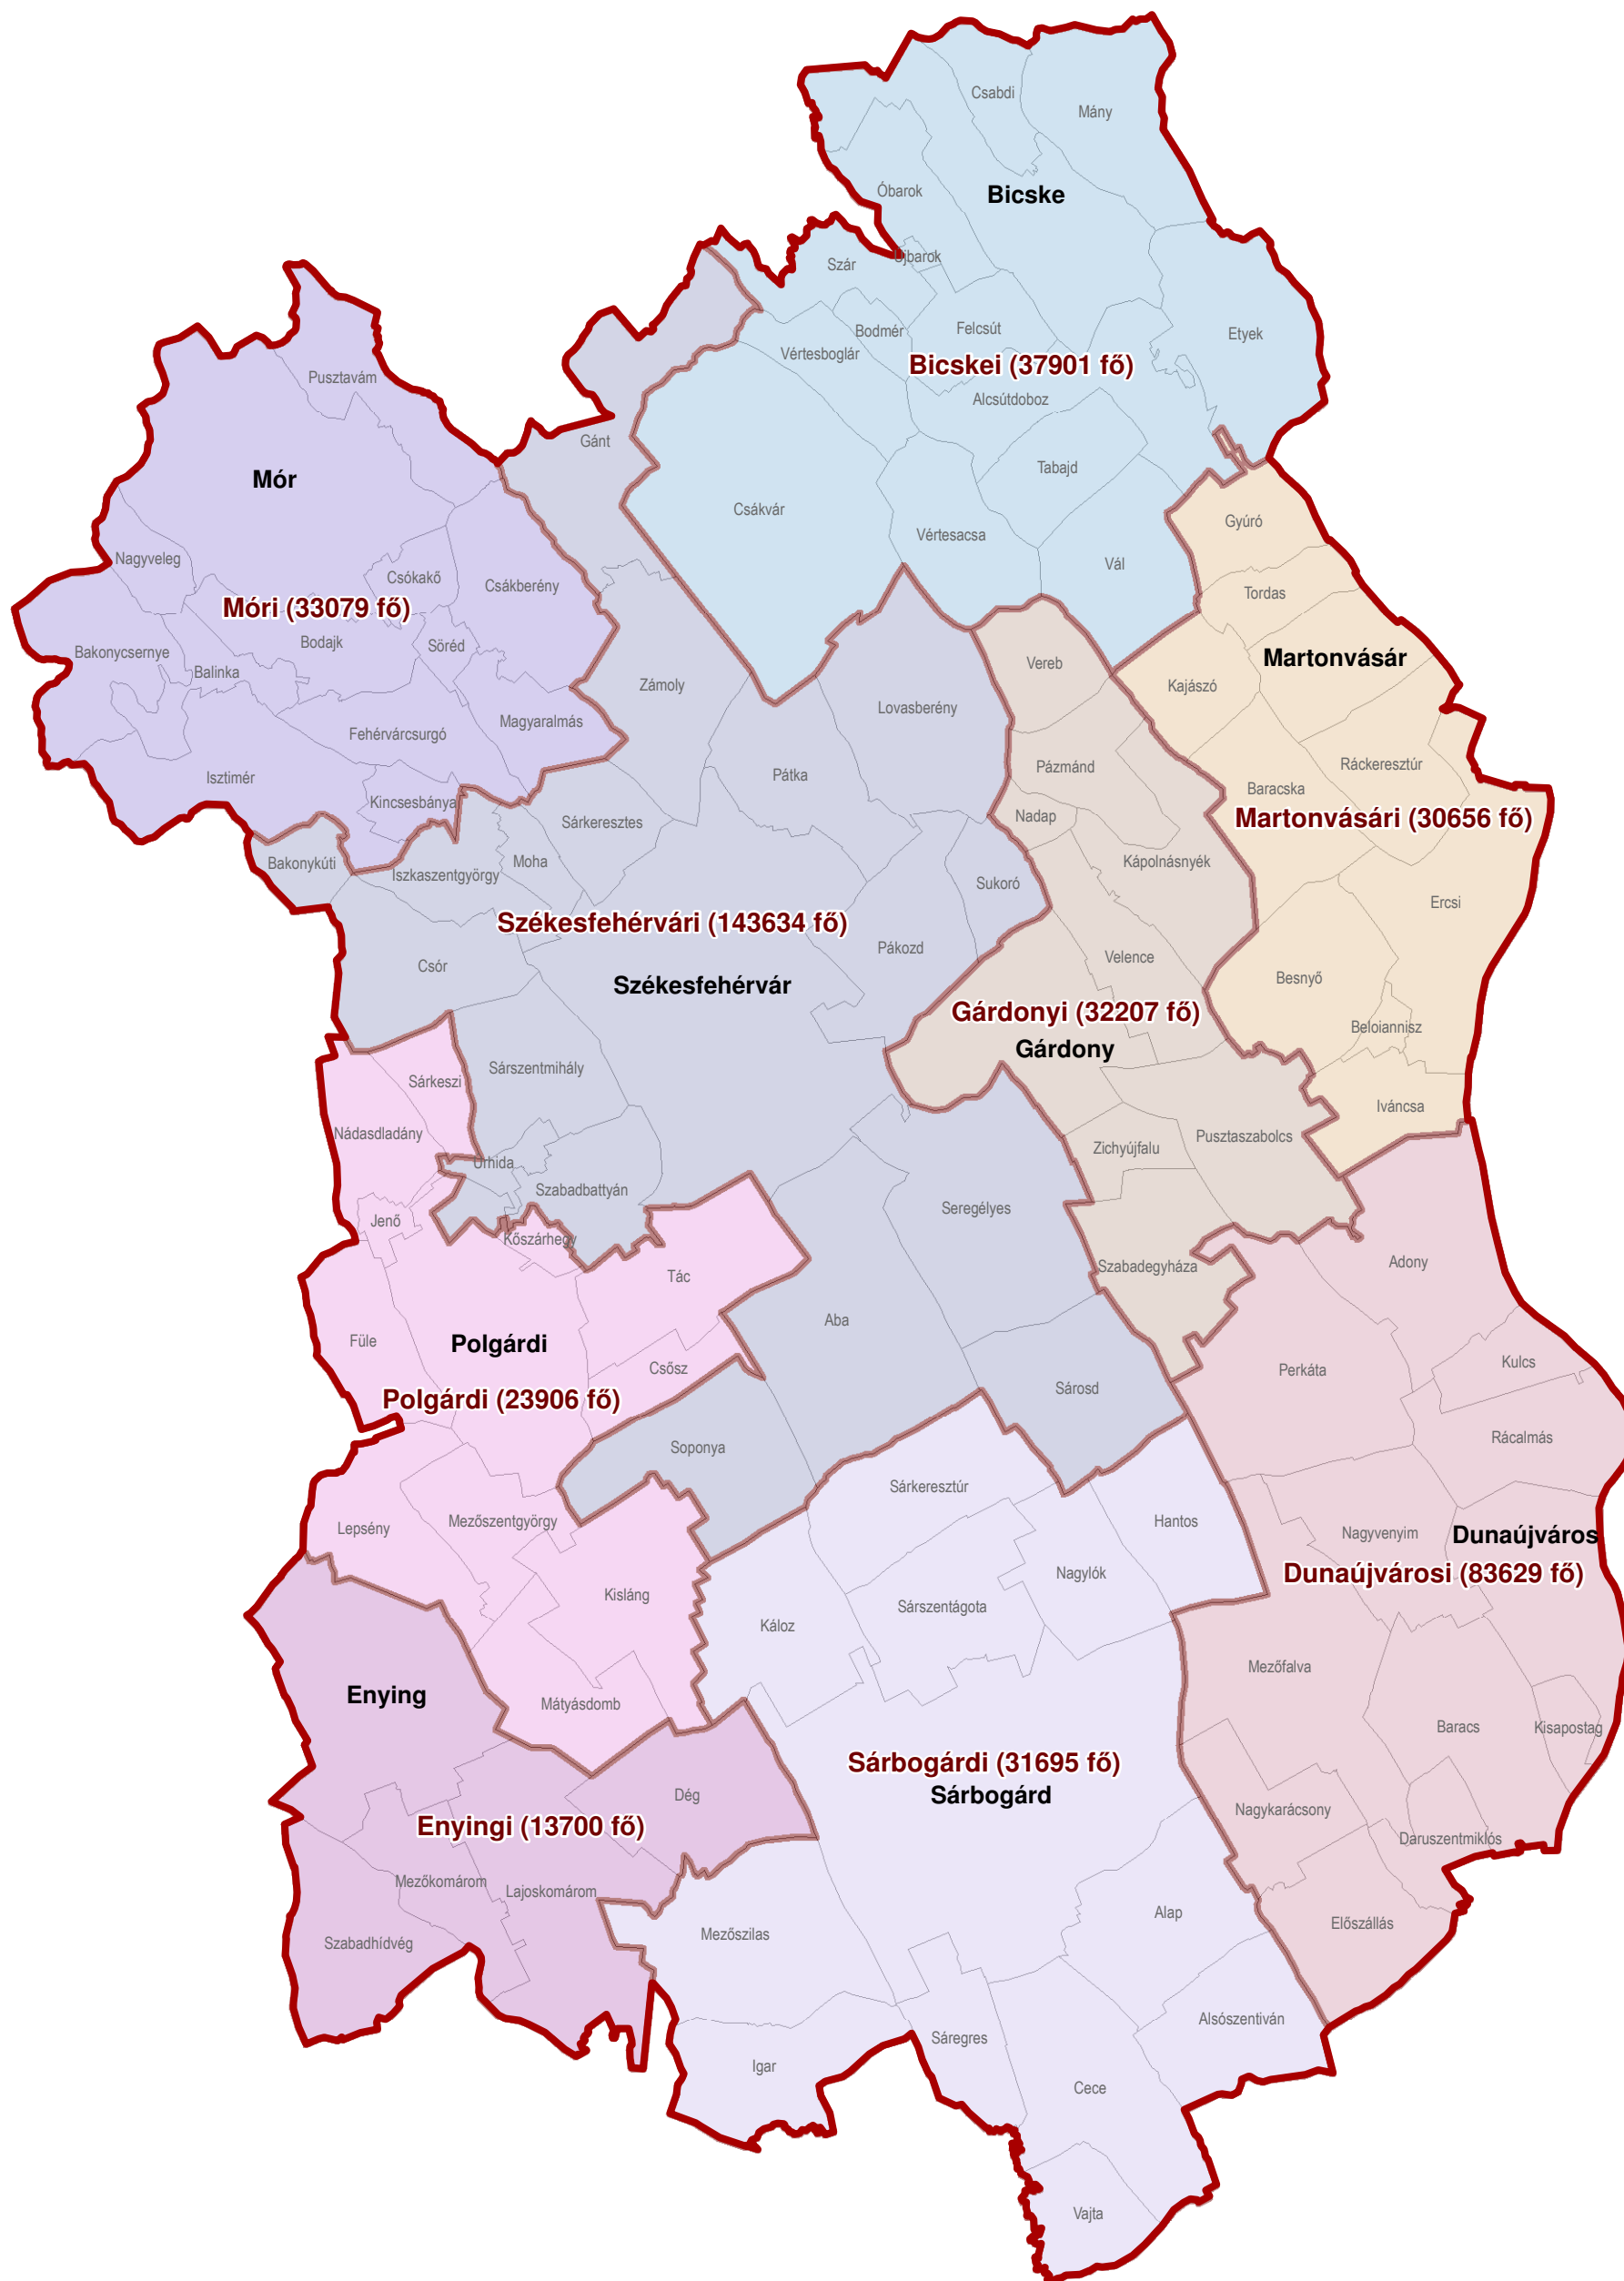 Csabdi
Mány
Óbarok
Bicske
Újbarok
Szár
Bodmér
Felcsút
Etyek
Vértesboglár
Bicskei (37901 fő)
Pusztavám
Alcsútdoboz
Gánt
Mór
Tabajd
Csákvár
Gyúró
Vértesacsa
Nagyveleg
Vál
Csókakő
Csákberény
Tordas
Móri (33079 fő)
Bodajk
Söréd
Bakonycsernye
Martonvásár
Vereb
Balinka
Zámoly
Kajászó
Lovasberény
Magyaralmás
Fehérvárcsurgó
Ráckeresztúr
Pázmánd
Pátka
Isztimér
Baracska
Kincsesbánya
Nadap
Martonvásári (30656 fő)
Sárkeresztes
Moha
Bakonykúti
Kápolnásnyék
Iszkaszentgyörgy
Sukoró
Ercsi
Székesfehérvári (143634 fő)
Pákozd
Velence
Csór
Besnyő
Székesfehérvár
Gárdonyi (32207 fő)
Beloiannisz
Gárdony
Sárszentmihály
Sárkeszi
Iváncsa
Nádasdladány
Pusztaszabolcs
Zichyújfalu
Úrhida
Szabadbattyán
Seregélyes
Jenő
Kőszárhegy
Adony
Szabadegyháza
Tác
Aba
Füle
Polgárdi
Kulcs
Csősz
Perkáta
Sárosd
Polgárdi (23906 fő)
Rácalmás
Soponya
Sárkeresztúr
Mezőszentgyörgy
Hantos
Lepsény
Nagyvenyim
Dunaújváros
Nagylók
Dunaújvárosi (83629 fő)
Kisláng
Sárszentágota
Káloz
Mezőfalva
Enying
Mátyásdomb
Baracs
Kisapostag
Sárbogárdi (31695 fő)
Dég
Sárbogárd
Nagykarácsony
Enyingi (13700 fő)
Daruszentmiklós
Mezőkomárom
Lajoskomárom
Alap
Előszállás
Mezőszilas
Szabadhídvég
Alsószentiván
Sáregres
Igar
Cece
Vajta